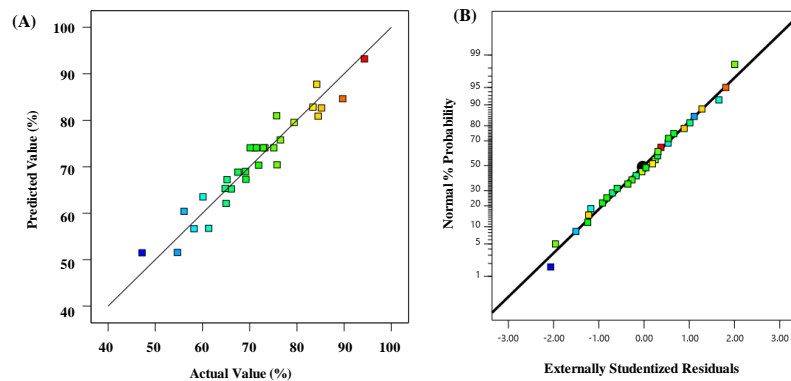 (A)
100
90
80
70
60
50
40
Predicted Value (%)
40 50 60 70 80 90 100
Actual Value (%)
(B)
99
95
90
80
70
50
30
20
10
5
1
Normal % Probability
-3.00 -2.00 -1.00 0.00 1.00 2.00 3.00
Externally Studentized Residuals